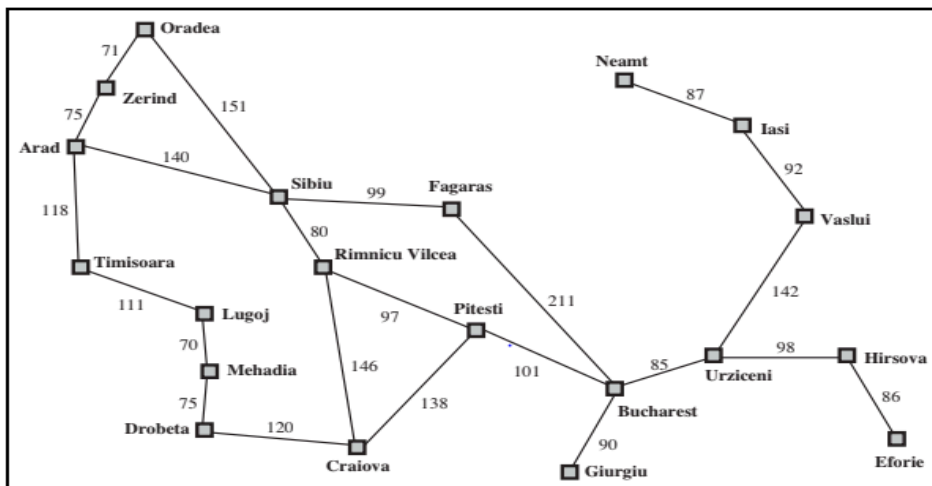 Oradea
71
Neamt
Zerind
87
75
151
Iasi
Arad
140
92
Sibiu
99
Fagaras
118
Vaslui
80
Timisoara
Rimnicu Vilcea
111
Lugoj
97
Pitesti
211
142
70
98
Hirsova
Mehadia
146
101
85
Urziceni
75
138
86
Bucharest
Drobeta
120
90
Craiova
Giurgiu
Eforie